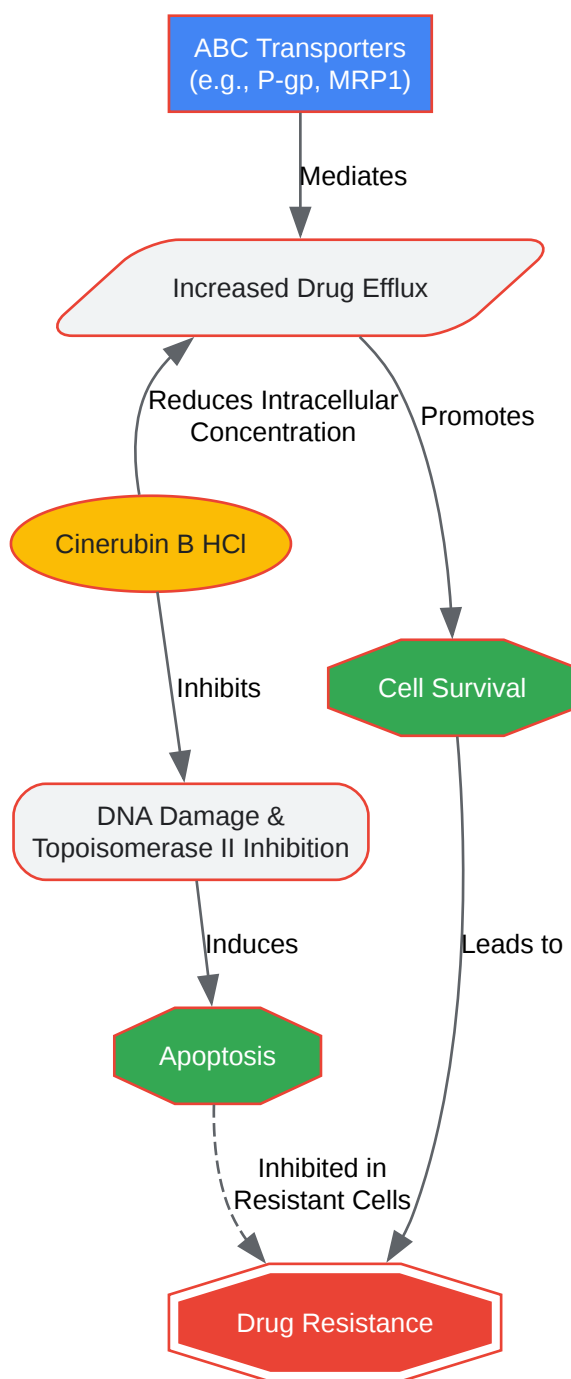 ABC Transporters
(e.g., P-gp, MRP1)
Mediates
Increased Drug Efflux
Reduces Intracellular
Concentration
Promotes
Cinerubin B HCl
Inhibits
Cell Survival
DNA Damage &
Topoisomerase II Inhibition
Induces
Leads to
Apoptosis
Inhibited in
Resistant Cells
Drug Resistance